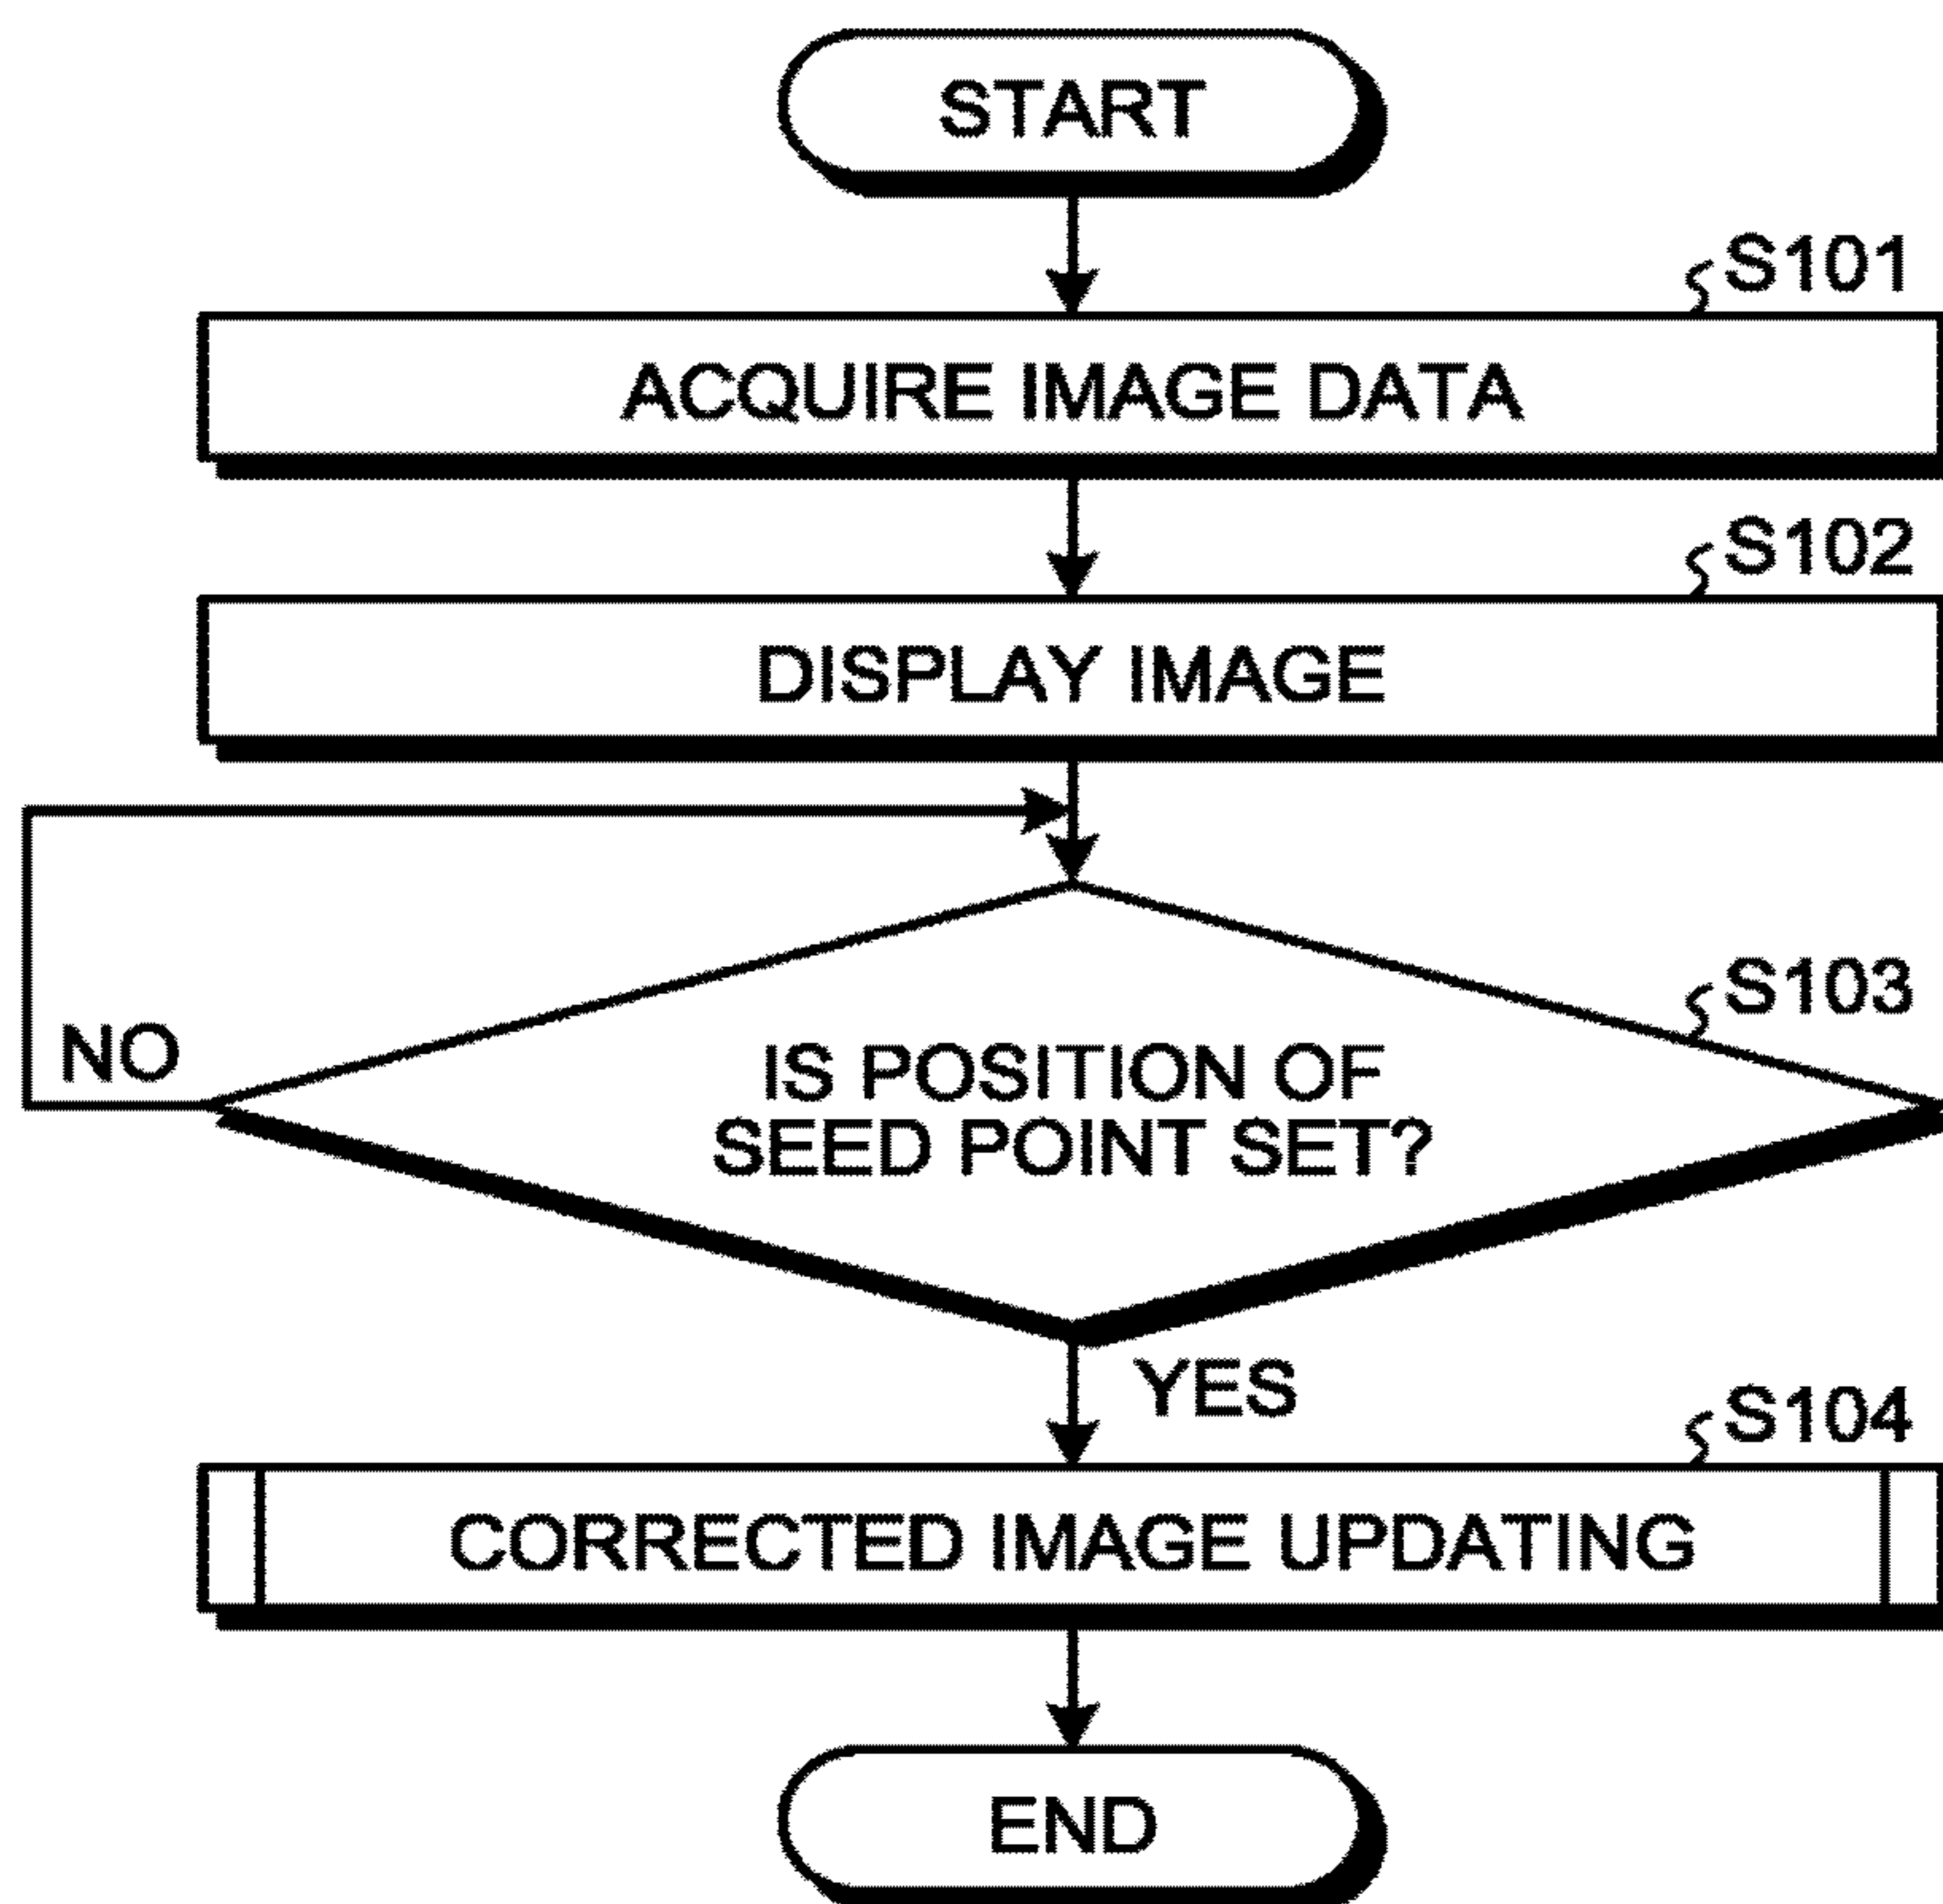 START
S101
ACQUIRE IMAGE DATA
S102
DISPLAY IMAGE
S103
NO
IS POSITION OF
SEED POINT SET?
YES
S104
CORRECTED IMAGE UPDATING
END